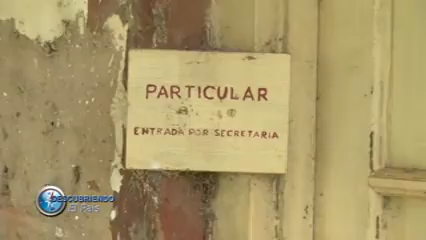 PARTICULAR
ENTRADA POR SECRETARIA
DESCUBRIENDO
El País